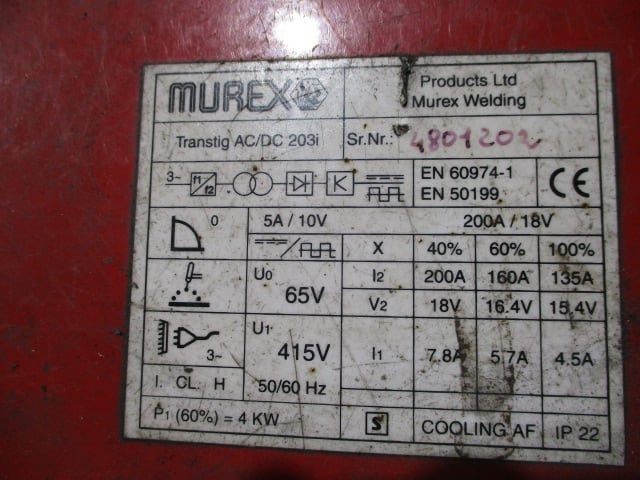 MUREX
Products Ltd
Murex Welding
Transtig AC/DC 203i
Sr.Nr.: 4801202
3~ f1 f2
EN 60974-1
EN 50199
CE
0
5A / 10V
200A / 18V
X 40% 60% 100%
U0
65V
I2 200A 160A 135A
V2 18V 16.4V 15.4V
3~
U1
415V
50/60 Hz
I1 7.8A 5.7A 4.5A
I. CL. H
P1 (60%) = 4 KW
S
COOLING AF
IP 22